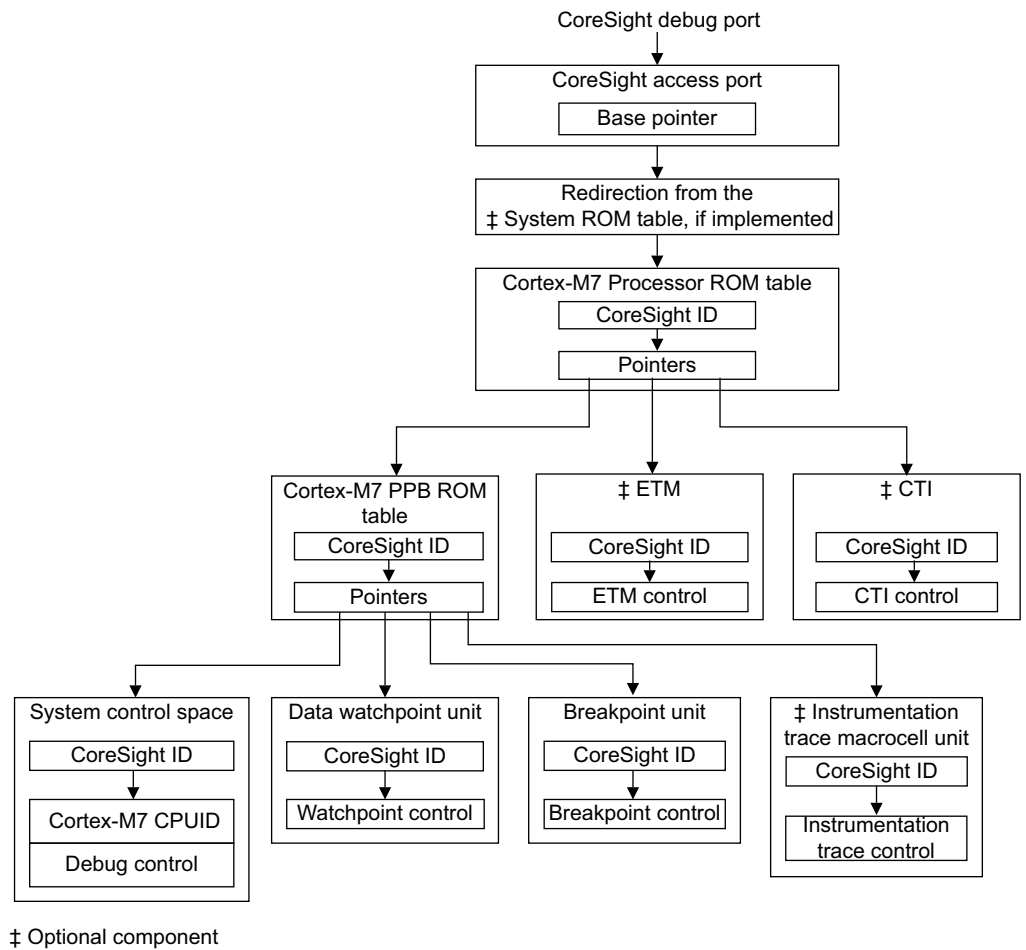 CoreSight debug port
CoreSight access port
Base pointer
Redirection from the
‡ System ROM table, if implemented
Cortex-M7 Processor ROM table
CoreSight ID
Pointers
Cortex-M7 PPB ROM
table
CoreSight ID
Pointers
‡ ETM
CoreSight ID
ETM control
‡ CTI
CoreSight ID
CTI control
System control space
CoreSight ID
Cortex-M7 CPUID
Debug control
Data watchpoint unit
CoreSight ID
Watchpoint control
Breakpoint unit
CoreSight ID
Breakpoint control
‡ Instrumentation
trace macrocell unit
CoreSight ID
Instrumentation
trace control
‡ Optional component